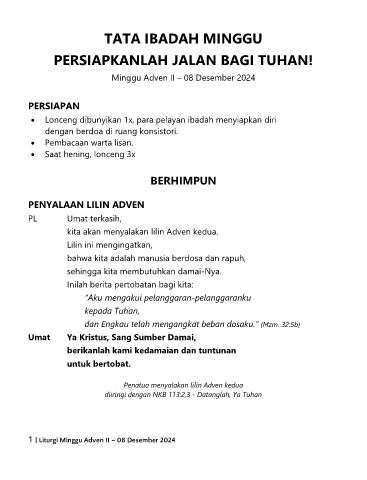 TATA IBADAH MINGGU
PERSIAPKANLAH JALAN BAGI TUHAN!
Minggu Adven II – 08 Desember 2024
PERSIAPAN
• Lonceng dibunyikan 1x, para pelayan ibadah menyiapkan diri
dengan berdoa di ruang konsistori.
• Pembacaan warta lisan.
• Saat hening, lonceng 3x
BERHIMPUN
PENYALAAN LILIN ADVEN
PL Umat terkasih,
kita akan menyalakan lilin Adven kedua.
Lilin ini mengingatkan,
bahwa kita adalah manusia berdosa dan rapuh,
sehingga kita membutuhkan damai-Nya.
Inilah berita pertobatan bagi kita:
"Aku mengakui pelanggaran-pelanggaranku
kepada Tuhan,
dan Engkau telah mengangkat beban dosaku." (Mzm. 32:5b)
Umat Ya Kristus, Sang Sumber Damai,
berikanlah kami kedamaian dan tuntunan
untuk bertobat.
Penatua menyalakan lilin Adven kedua
diiringi dengan NKB 113:2,3 - Datanglah, Ya Tuhan
1 | Liturgi Minggu Adven II – 08 Desember 2024